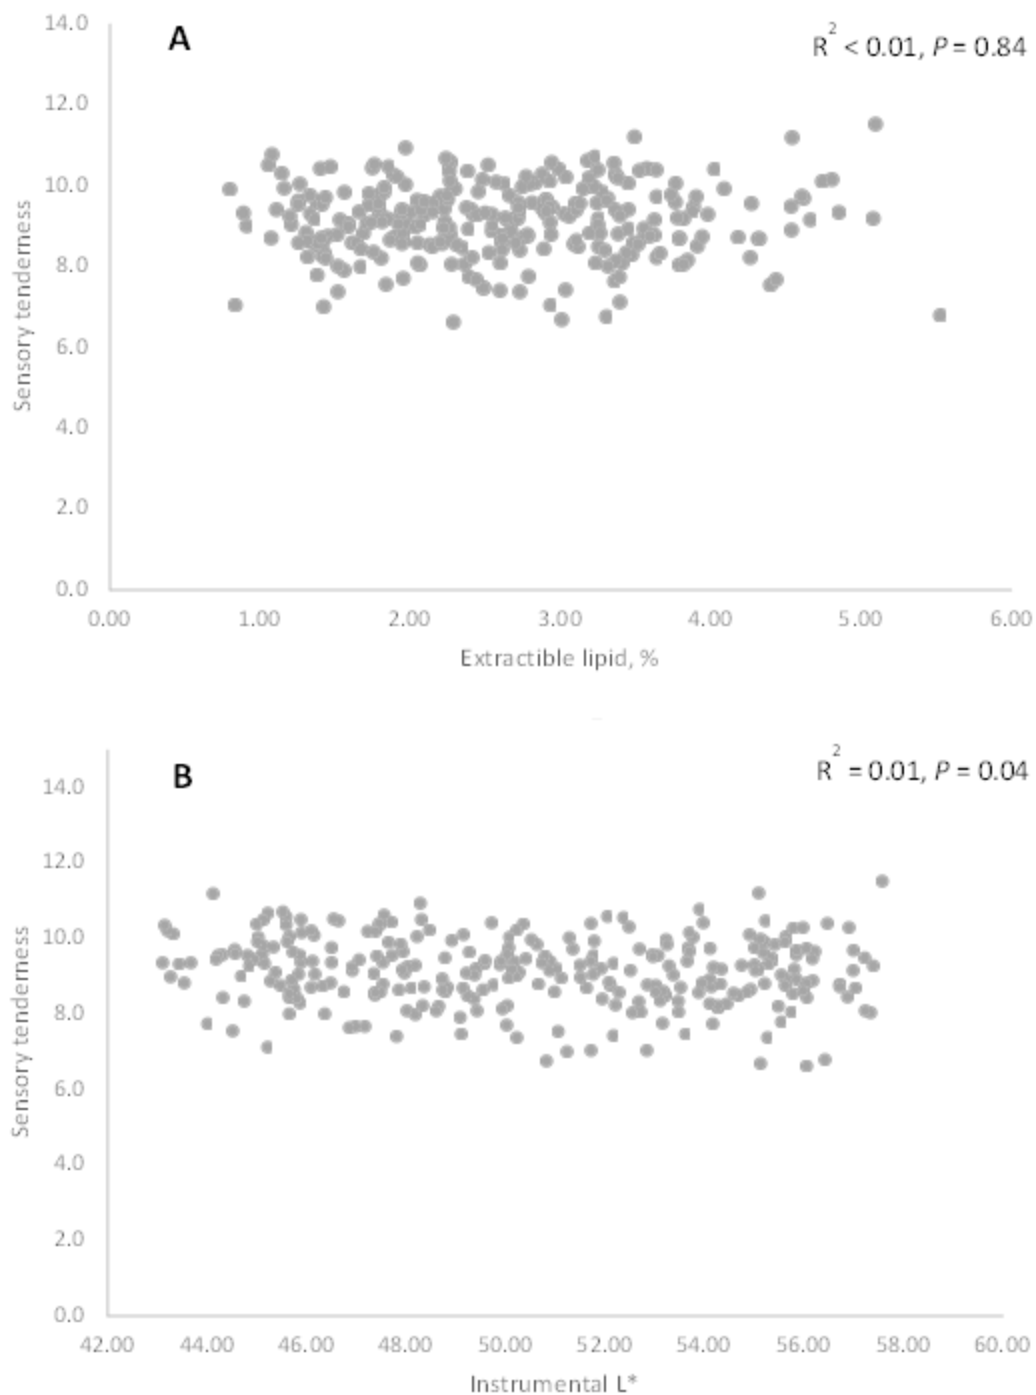 14.0
A
R² < 0.01, P = 0.84
12.0
10.0
8.0
6.0
4.0
2.0
0.0
Sensory tenderness
0.00 1.00 2.00 3.00 4.00 5.00 6.00
Extractible lipid, %
B
R² = 0.01, P = 0.04
14.0
12.0
10.0
8.0
6.0
4.0
2.0
0.0
Sensory tenderness
42.00 44.00 46.00 48.00 50.00 52.00 54.00 56.00 58.00 60.00
Instrumental L*